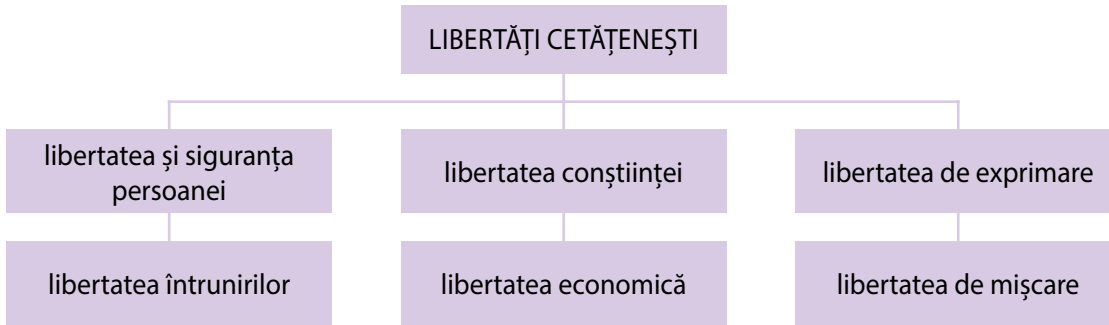 LIBERTĂȚI CETĂȚENEȘTI
libertatea și siguranța
persoanei
libertatea conștiinței
libertatea de exprimare
libertatea întrunirilor
libertatea economică
libertatea de mișcare